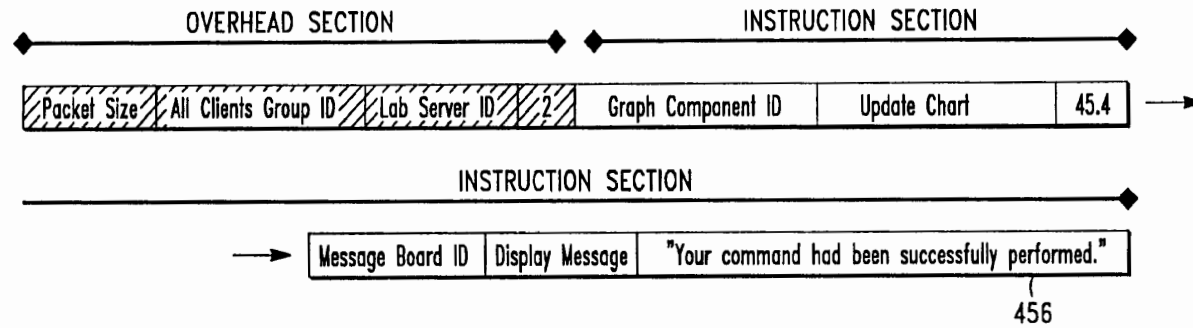 OVERHEAD SECTION INSTRUCTION SECTION
Packet Size All Clients Group ID Lab Server ID 2 Graph Component ID Update Chart 45.4
INSTRUCTION SECTION
Message Board ID Display Message "Your command had been successfully performed."
456